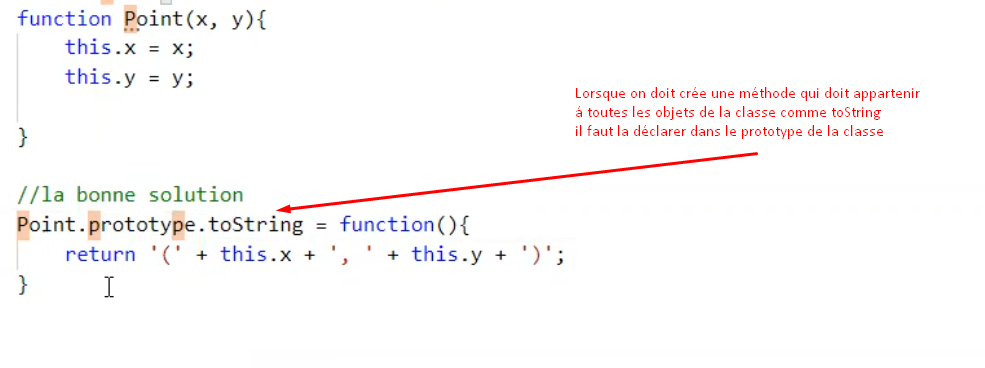 function Point(x, y){
this.x = x;
this.y = y;
}
Lorsque on doit crée une méthode qui doit appartenir
á toutes les objets de la classe comme toString
il faut la déclarer dans le prototype de la classe
//la bonne solution
Point.prototype.toString = function(){
return '(' + this.x + ', ' + this.y + ')';
}